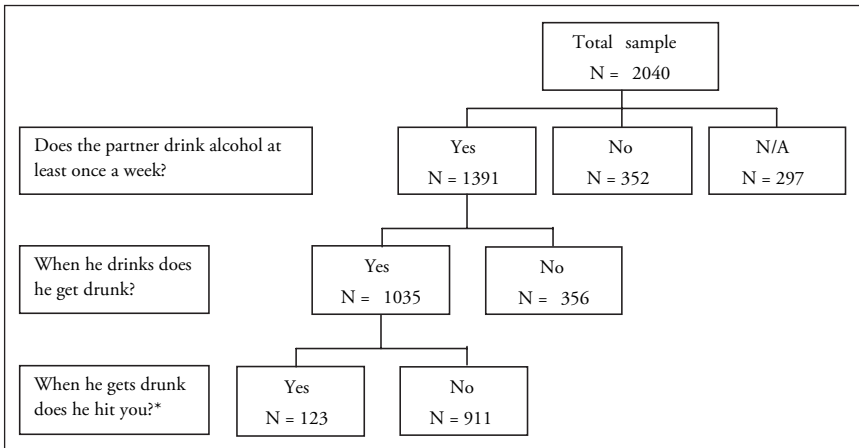 Total sample
N = 2040
Does the partner drink alcohol at
least once a week?
Yes
N = 1391
No
N = 352
N/A
N = 297
When he drinks does
he get drunk?
Yes
N = 1035
No
N = 356
When he gets drunk
does he hit you?*
Yes
N = 123
No
N = 911